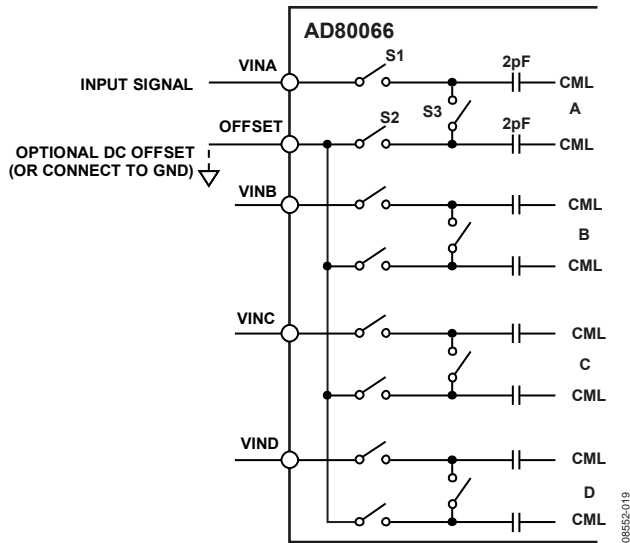 AD80066
VINA
S1
2pF
INPUT SIGNAL
CML
A
OFFSET
S2
S3
2pF
CML
OPTIONAL DC OFFSET
(OR CONNECT TO GND)
VINB
CML
B
CML
VINC
CML
C
CML
VIND
CML
D
CML
08552-019